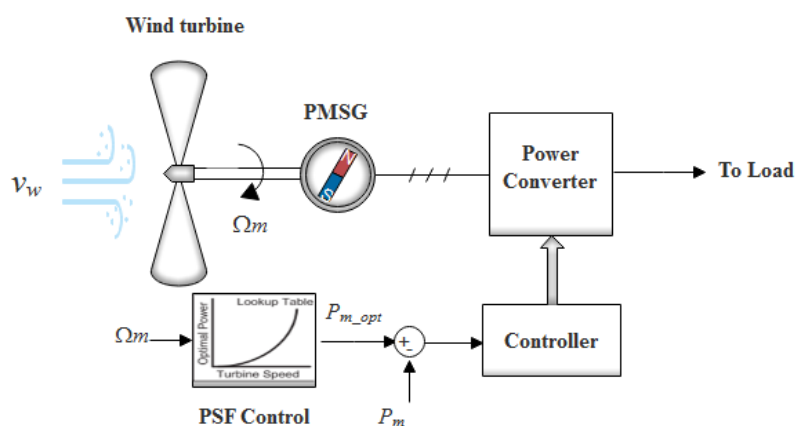 Wind turbine
PMSG
N
S
Power
Converter
To Load
v_w
Ωm
Lookup Table
Optimal Power
Turbine Speed
Ωm
P_m_opt
+
-
Controller
PSF Control
P_m